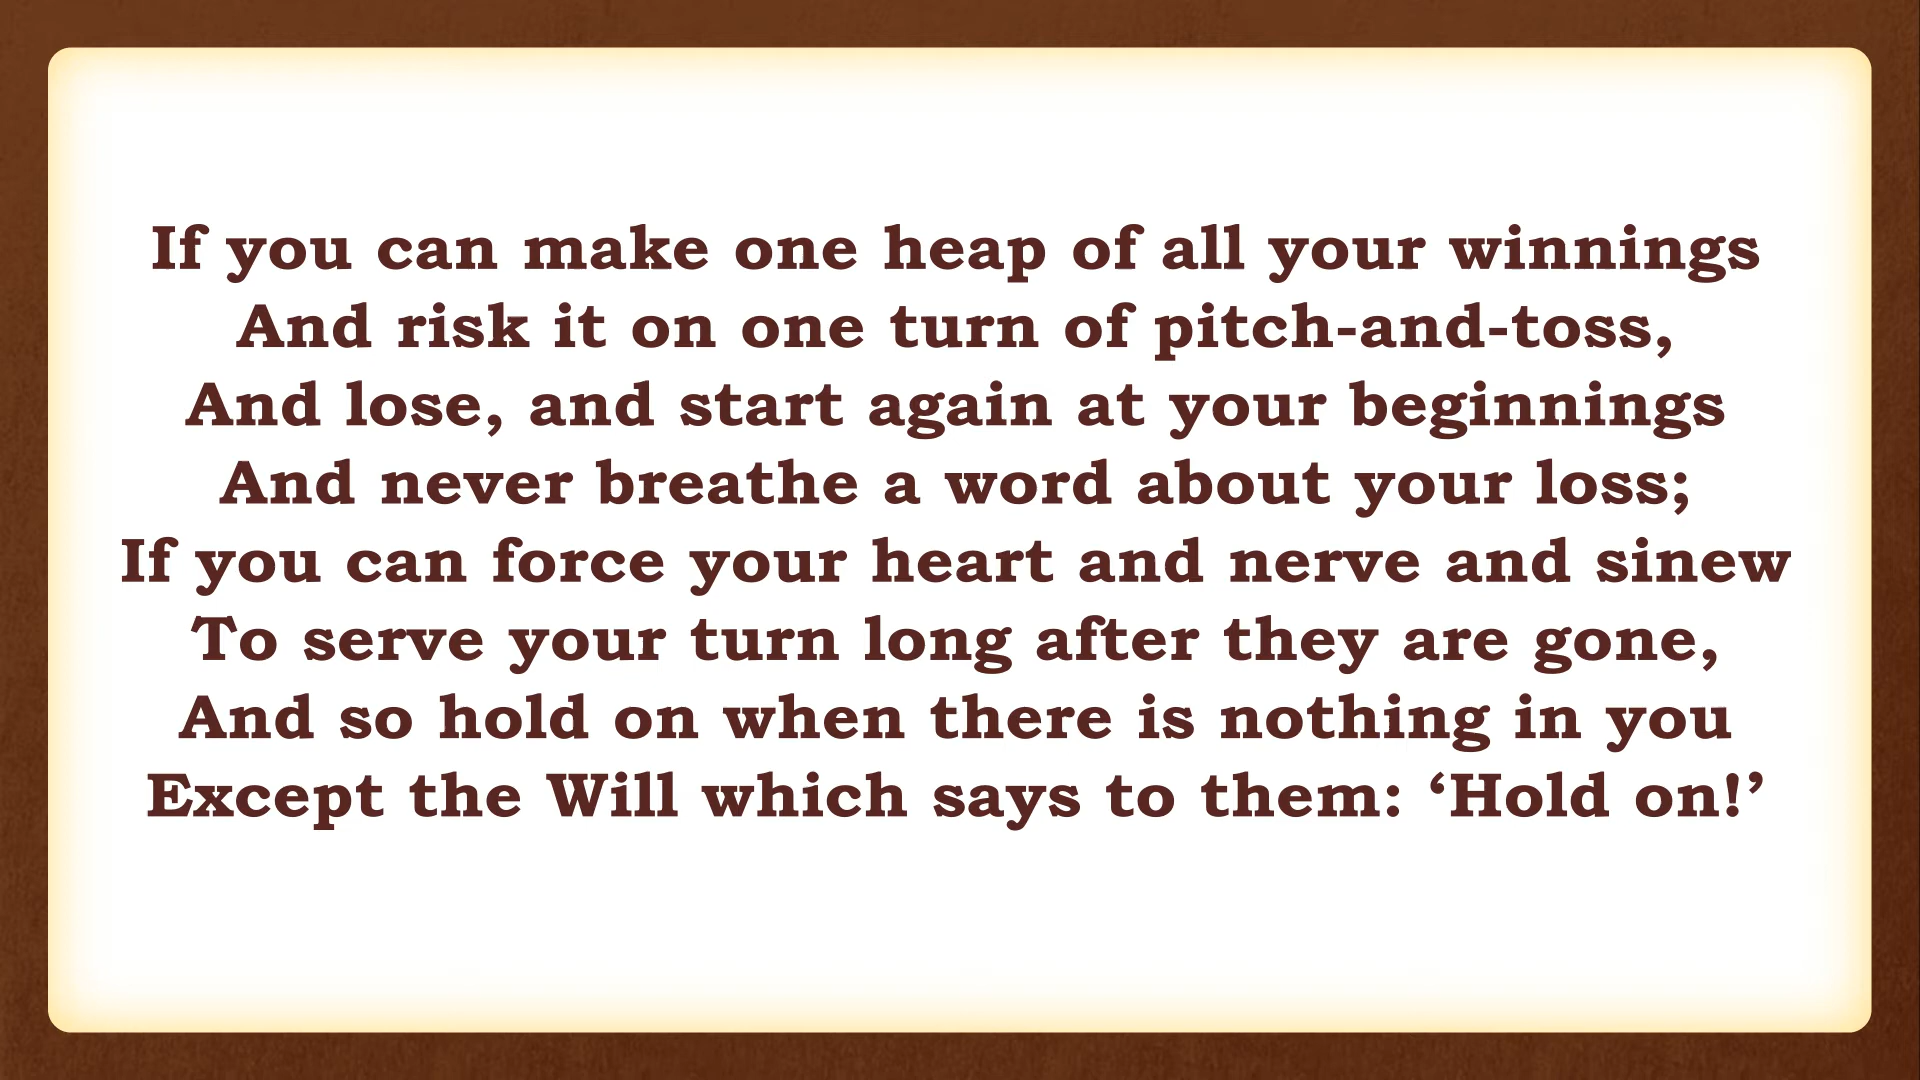 If you can make one heap of all your winnings
And risk it on one turn of pitch-and-toss,
And lose, and start again at your beginnings
And never breathe a word about your loss;
If you can force your heart and nerve and sinew
To serve your turn long after they are gone,
And so hold on when there is nothing in you
Except the Will which says to them: ‘Hold on!’